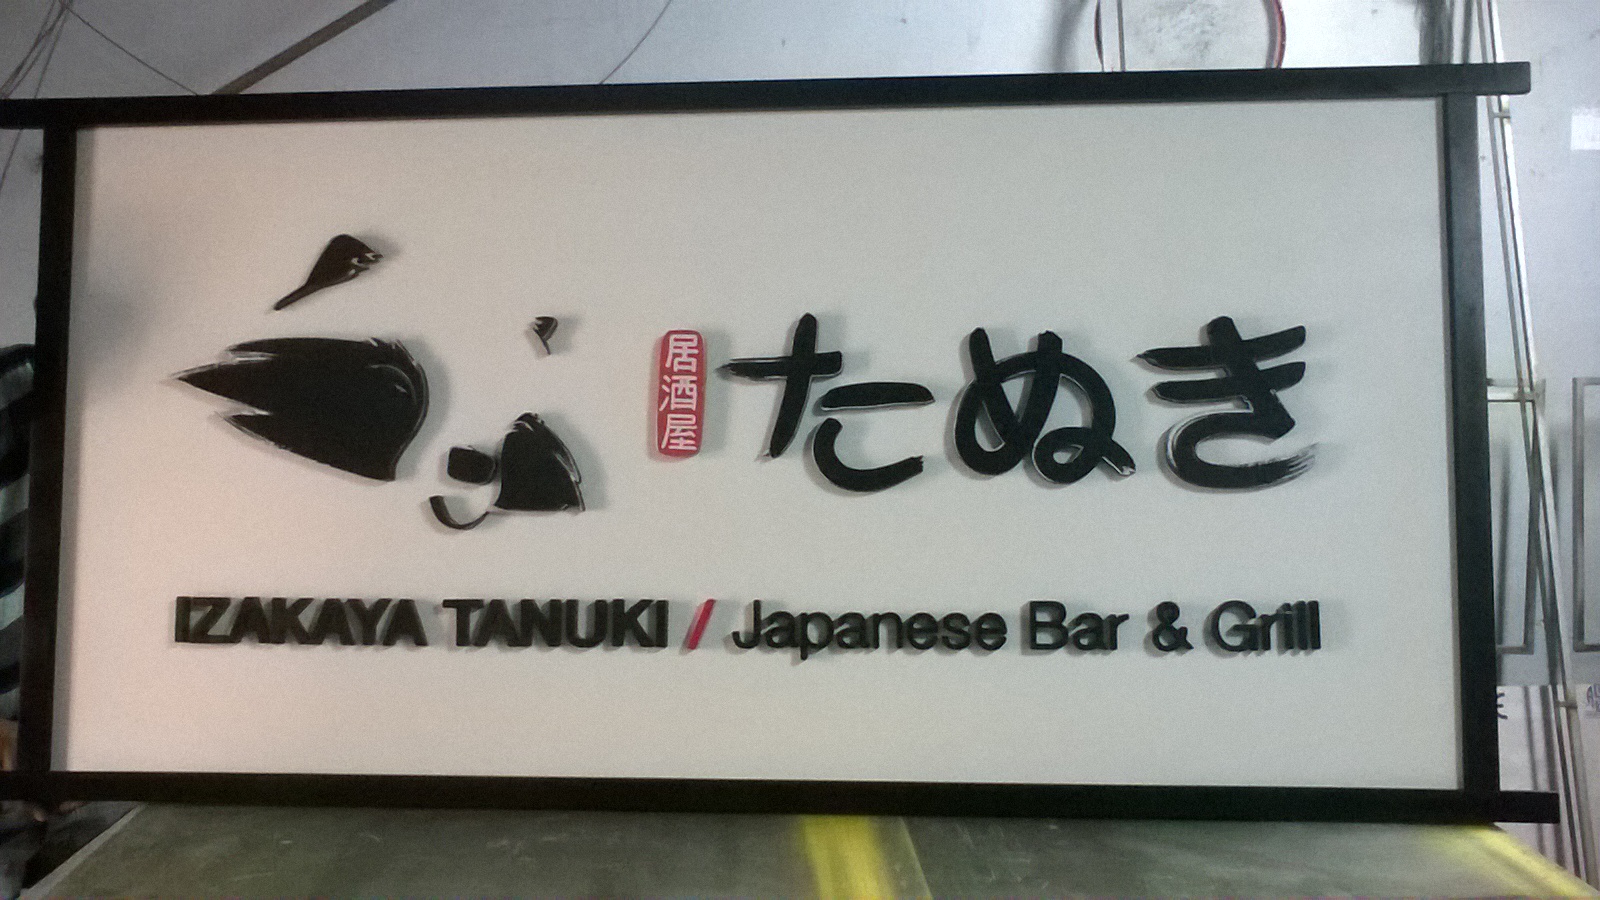 居酒屋
たぬき
IZAKAYA TANUKI / Japanese Bar & Grill